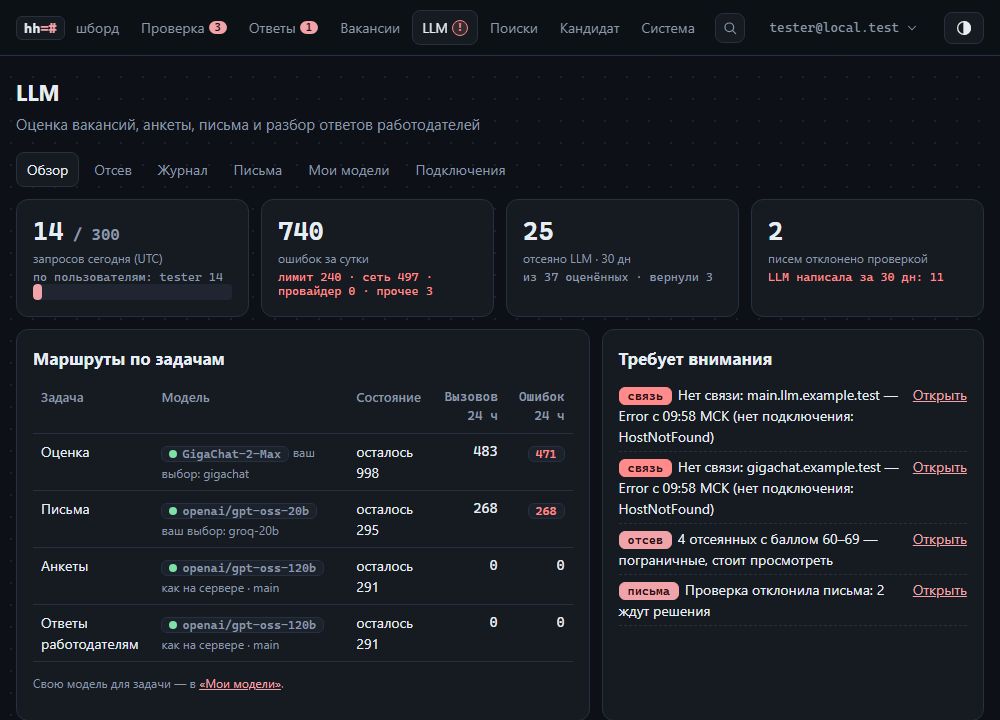 hh=# шборд Проверка 3 Ответы 1 Вакансии LLM ! Поиски Кандидат Система tester@local.test
LLM
Оценка вакансий, анкеты, письма и разбор ответов работодателей
Обзор Отсев Журнал Письма Мои модели Подключения
14 / 300
запросов сегодня (UTC)
по пользователям: tester 14
740
ошибок за сутки
лимит 240 · сеть 497 ·
провайдер 0 · прочее 3
25
отсеяно LLM · 30 дн
из 37 оценённых · вернули 3
2
писем отклонено проверкой
LLM написала за 30 дн: 11
Маршруты по задачам
Задача Модель Состояние Вызовов 24 ч Ошибок 24 ч
Оценка GigaChat-2-Max ваш выбор: gigachat осталось 998 483 471
Письма openai/gpt-oss-20b ваш выбор: groq-20b осталось 295 268 268
Анкеты openai/gpt-oss-120b как на сервере · main осталось 291 0 0
Ответы работодателям openai/gpt-oss-120b как на сервере · main осталось 291 0 0
Свою модель для задачи — в «Мои модели».
Требует внимания
связь Нет связи: main.llm.example.test — Открыть
Error с 09:58 МСК (нет подключения:
HostNotFound)
связь Нет связи: gigachat.example.test — Открыть
Error с 09:58 МСК (нет подключения:
HostNotFound)
отсев 4 отсеянных с баллом 60–69 — Открыть
пограничные, стоит просмотреть
письма Проверка отклонила письма: 2 Открыть
ждут решения